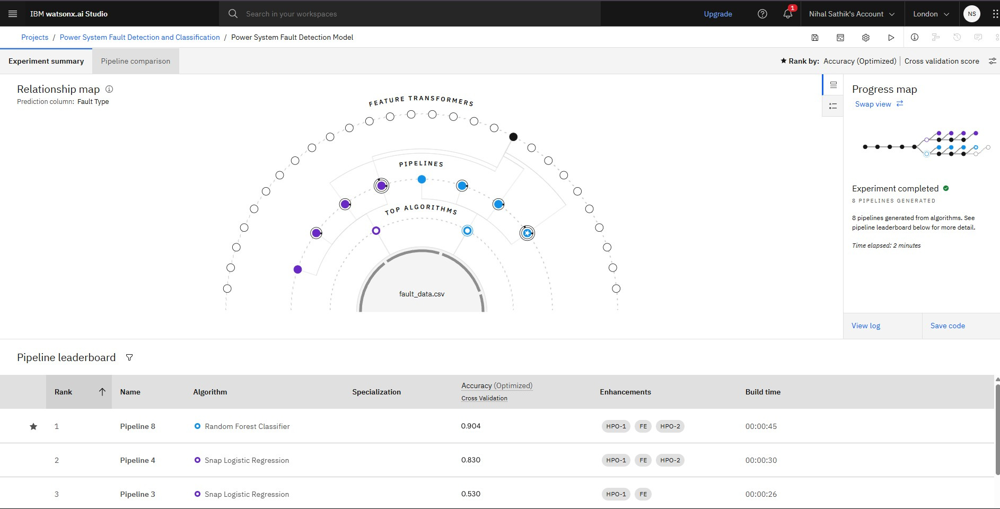 IBM watsonx.ai Studio
Search in your workspaces
Upgrade
1
Nihal Sathik's Account
London
NS
Projects / Power System Fault Detection and Classification / Power System Fault Detection Model
Experiment summary
Pipeline comparison
Rank by: Accuracy (Optimized) | Cross validation score
Relationship map
Prediction column: Fault Type
FEATURE TRANSFORMERS
PIPELINES
TOP ALGORITHMS
fault_data.csv
Progress map
Swap view
Experiment completed
8 PIPELINES GENERATED
8 pipelines generated from algorithms. See
pipeline leaderboard below for more detail.
Time elapsed: 2 minutes
View log
Save code
Pipeline leaderboard
Rank Name Algorithm Specialization Accuracy (Optimized) Enhancements Build time
Cross Validation
1 Pipeline 8 Random Forest Classifier 0.904 HPO-1 FE HPO-2 00:00:45
2 Pipeline 4 Snap Logistic Regression 0.830 HPO-1 FE HPO-2 00:00:30
3 Pipeline 3 Snap Logistic Regression 0.530 HPO-1 FE 00:00:26